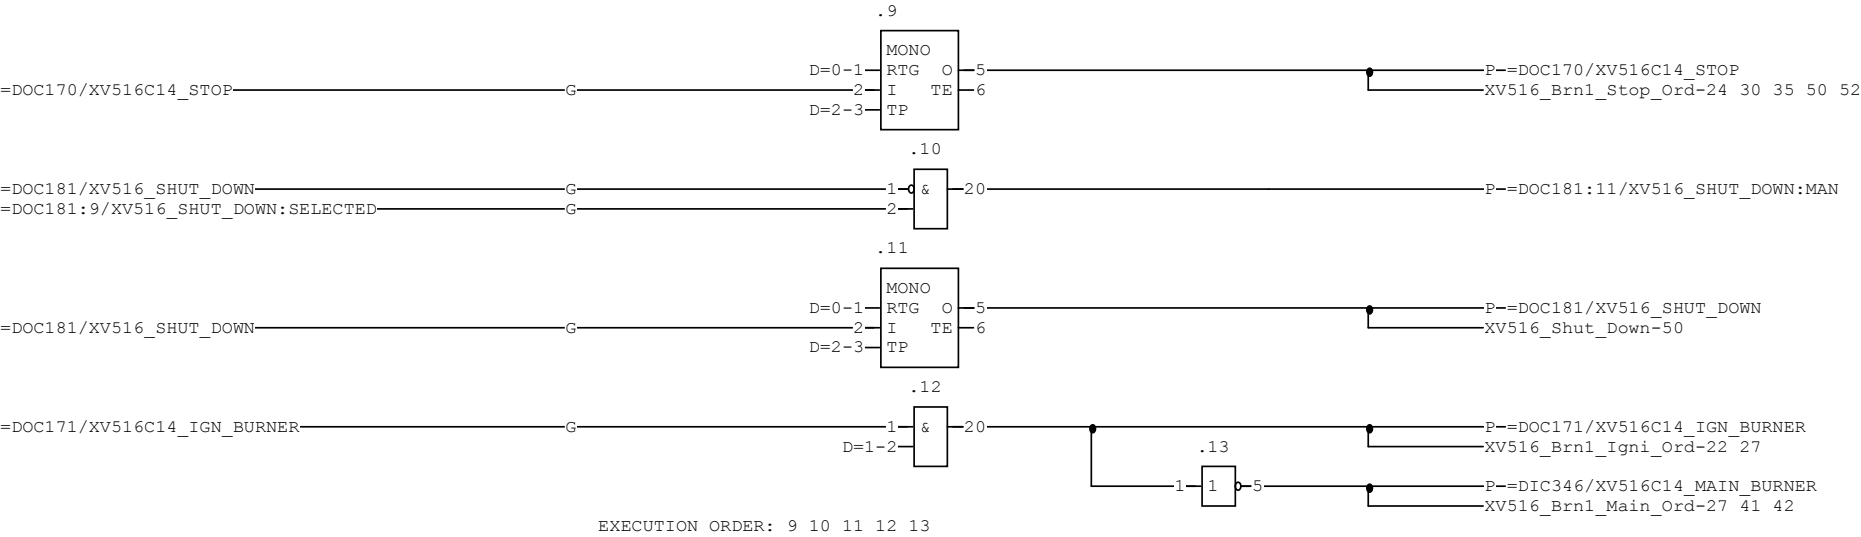 .9
MONO
D=0-1 RTG O 5 P-=DOC170/XV516C14_STOP
=DOC170/XV516C14_STOP G 2 I TE 6 XV516_Brn1_Stop_Ord-24 30 35 50 52
D=2-3 TP
.10
=DOC181/XV516_SHUT_DOWN G 1 & 20 P-=DOC181:11/XV516_SHUT_DOWN:MAN
=DOC181:9/XV516_SHUT_DOWN:SELECTED G 2
.11
MONO
D=0-1 RTG O 5 P-=DOC181/XV516_SHUT_DOWN
=DOC181/XV516_SHUT_DOWN G 2 I TE 6 XV516_Shut_Down-50
D=2-3 TP
.12
=DOC171/XV516C14_IGN_BURNER G 1 & 20 P-=DOC171/XV516C14_IGN_BURNER
D=1-2 .13 XV516_Brn1_Igni_Ord-22 27
1 1 5 P-=DIC346/XV516C14_MAIN_BURNER
XV516_Brn1_Main_Ord-27 41 42
EXECUTION ORDER: 9 10 11 12 13